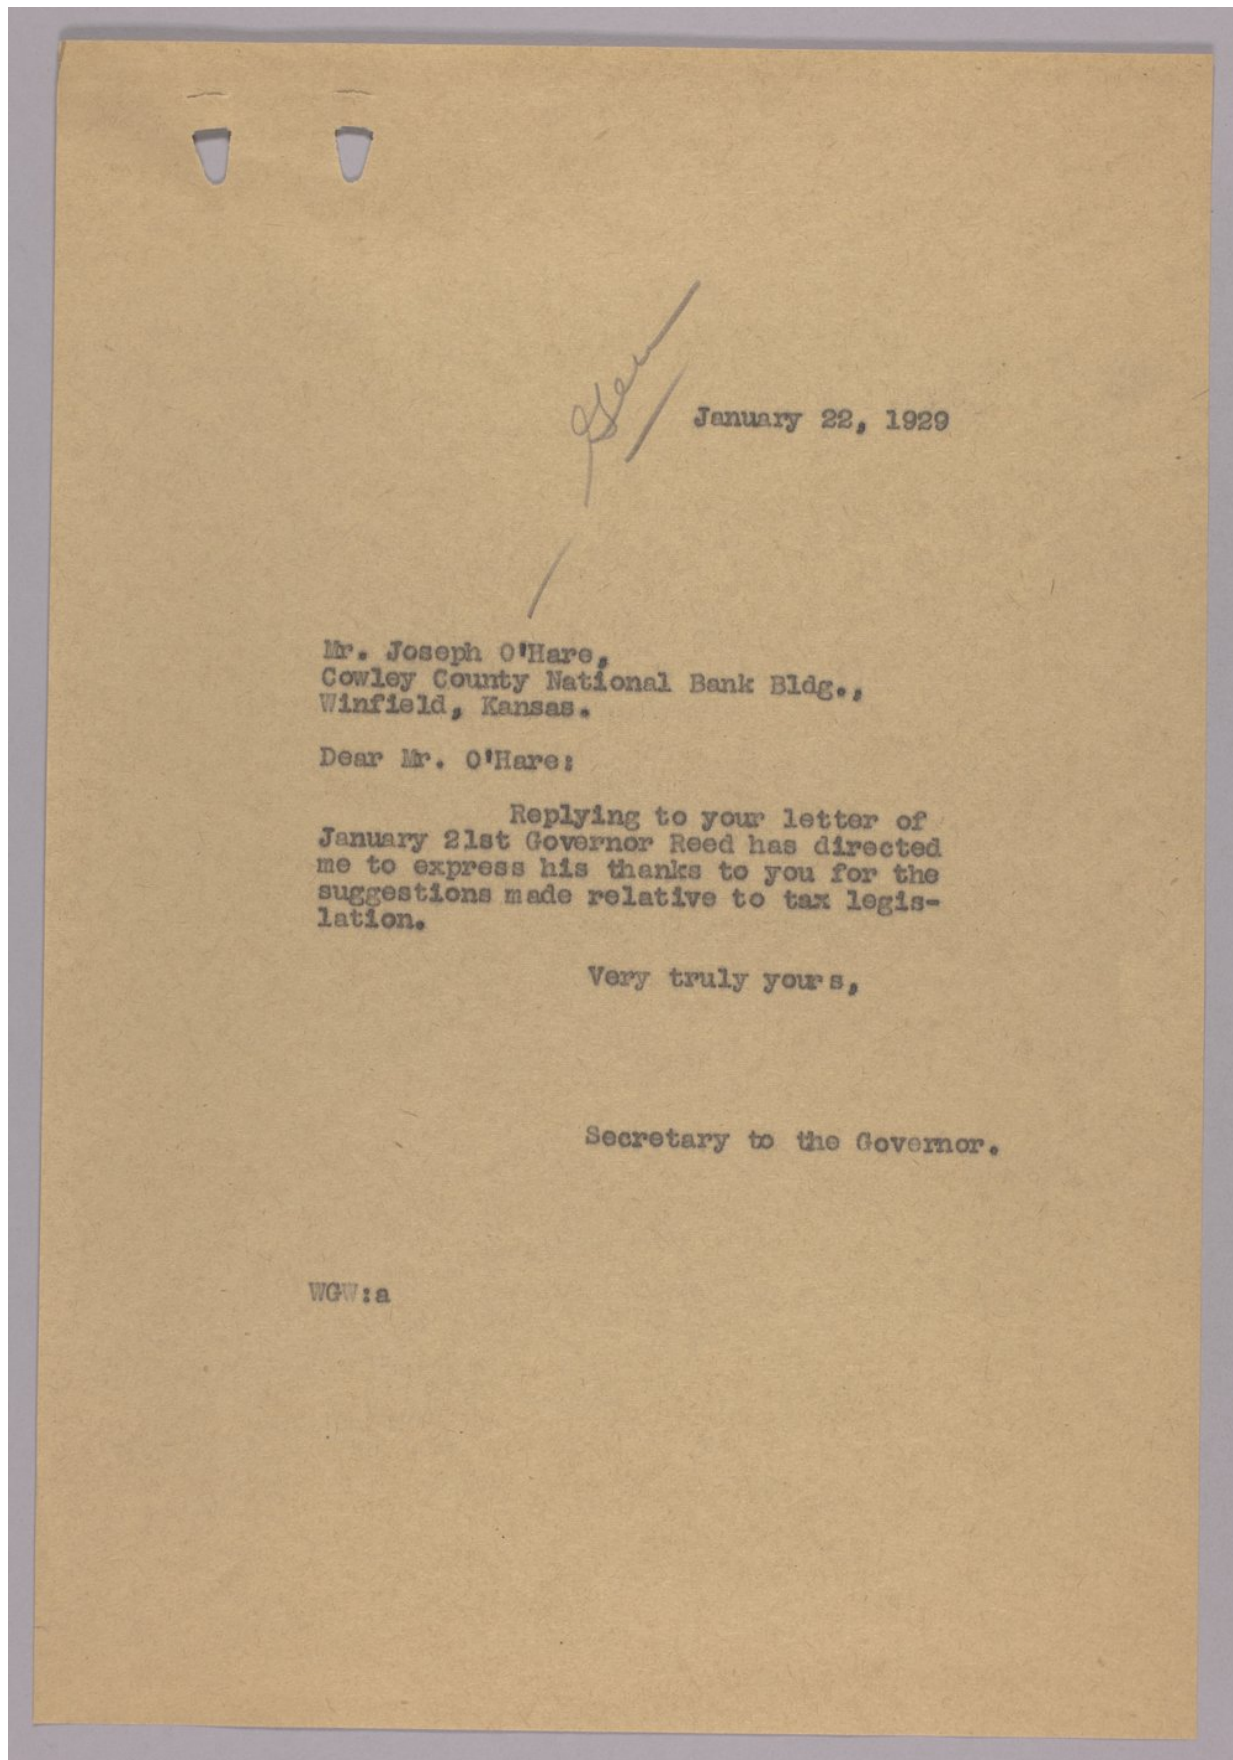 January 22, 1929
Mr. Joseph O'Hare,
Cowley County National Bank Bldg.,
Winfield, Kansas.
Dear Mr. O'Hare:
Replying to your letter of
January 21st Governor Reed has directed
me to express his thanks to you for the
suggestions made relative to tax legis-
lation.
Very truly yours,
Secretary to the Governor.
WGW:a